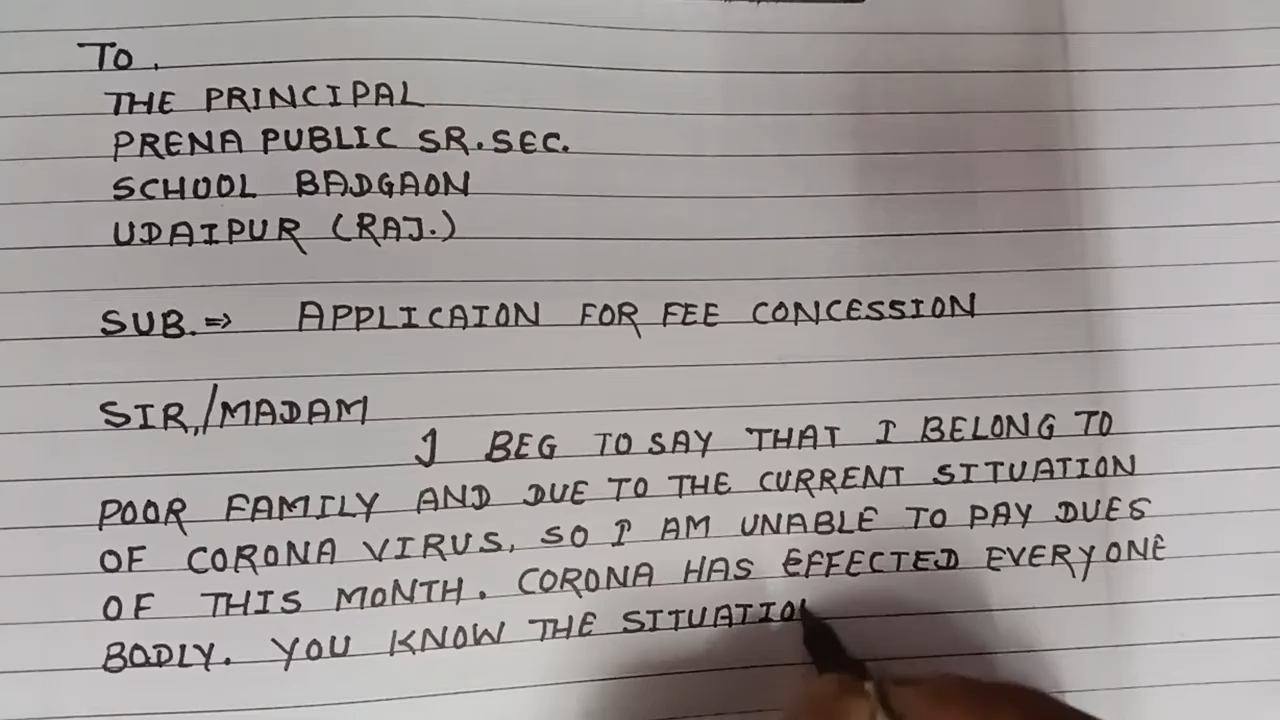 TO,
THE PRINCIPAL
PRENA PUBLIC SR.SEC.
SCHOOL BADGAON
UDAIPUR (RAJ.)
SUB.⇒ APPLICAION FOR FEE CONCESSION
SIR,/MADAM
I BEG TO SAY THAT I BELONG TO
POOR FAMILY AND DUE TO THE CURRENT SITUATION
OF CORONA VIRUS, SO I AM UNABLE TO PAY DUES
OF THIS MONTH. CORONA HAS EFFECTED EVERYONE
BADLY. YOU KNOW THE SITUATIO